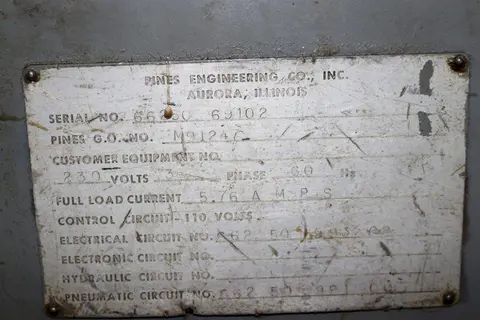 PINES ENGINEERING CO., INC.
AURORA, ILLINOIS
SERIAL NO. 69102
PINES G.O. NO.
CUSTOMER EQUIPMENT NO.
230 VOLTS PHASE 60 Hz
FULL LOAD CURRENT 5.76 AMPS
CONTROL CIRCUIT - 110 VOLTS
ELECTRICAL CIRCUIT NO.
ELECTRONIC CIRCUIT NO.
HYDRAULIC CIRCUIT NO.
PNEUMATIC CIRCUIT NO.